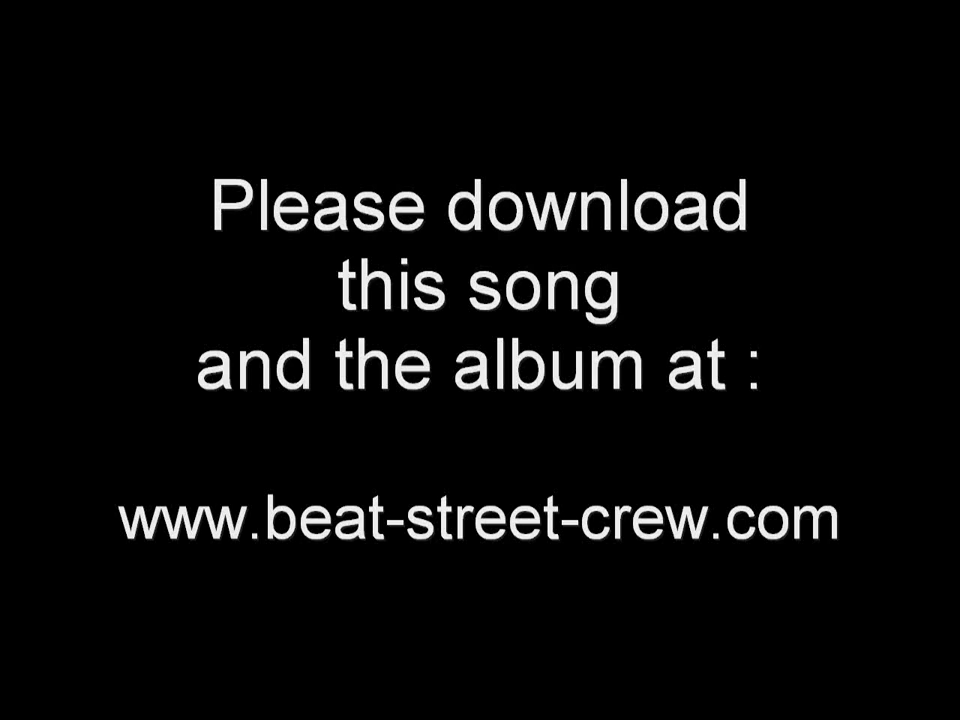 Please download
this song
and the album at :
www.beat-street-crew.com